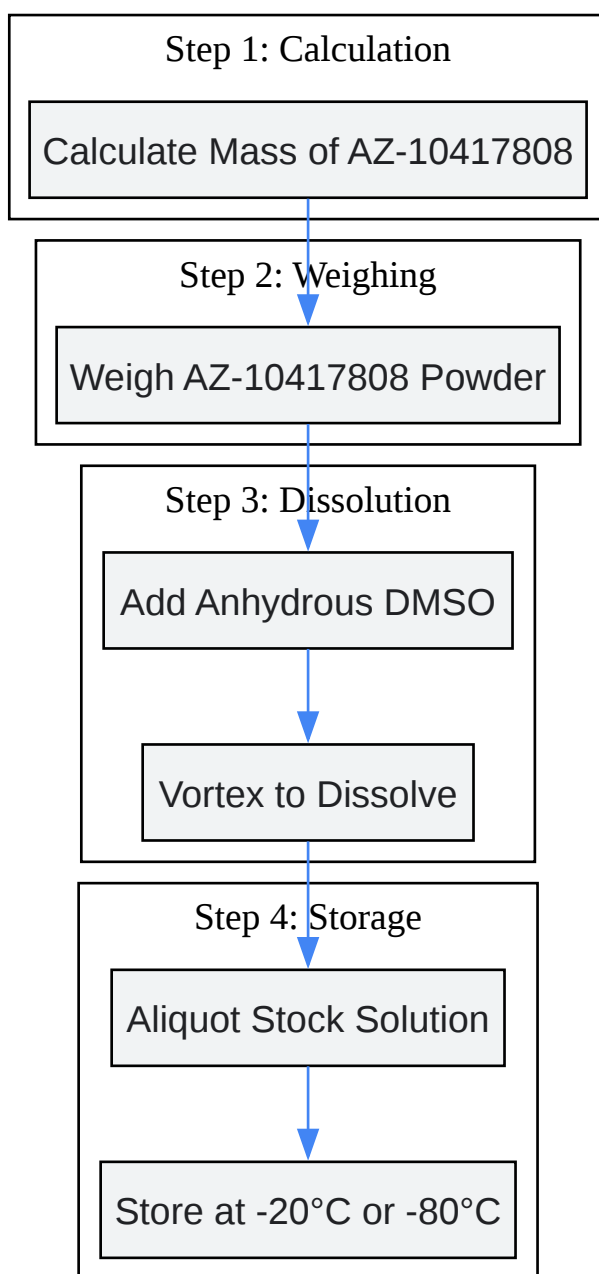 Step 1: Calculation
Calculate Mass of AZ-10417808
Step 2: Weighing
Weigh AZ-10417808 Powder
Step 3: Dissolution
Add Anhydrous DMSO
Vortex to Dissolve
Step 4: Storage
Aliquot Stock Solution
Store at -20°C or -80°C